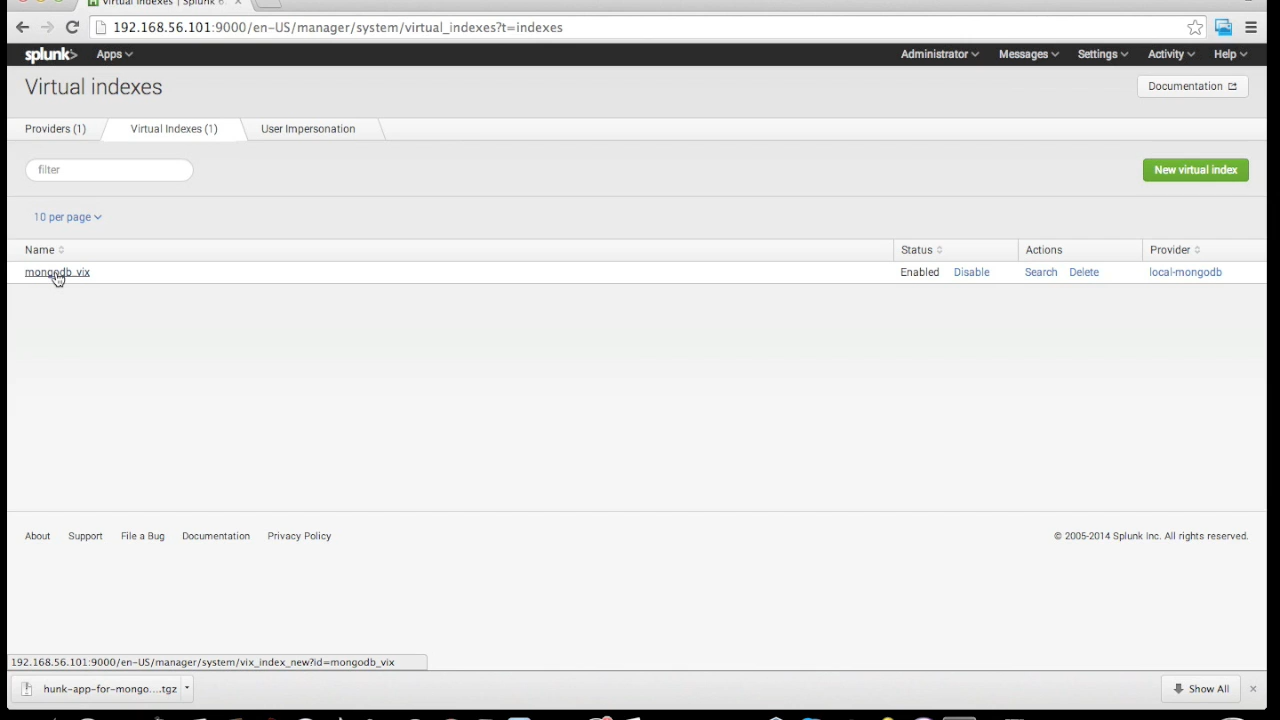 Virtual indexes | Splunk 6
192.168.56.101:9000/en-US/manager/system/virtual_indexes?t=indexes
splunk> Apps Administrator Messages Settings Activity Help
Virtual indexes Documentation
Providers (1) Virtual Indexes (1) User Impersonation
filter New virtual index
10 per page
Name Status Actions Provider
mongodb_vix Enabled Disable Search Delete local-mongodb
About Support File a Bug Documentation Privacy Policy © 2005-2014 Splunk Inc. All rights reserved.
192.168.56.101:9000/en-US/manager/system/vix_index_new?id=mongodb_vix
hunk-app-for-mongo....tgz Show All